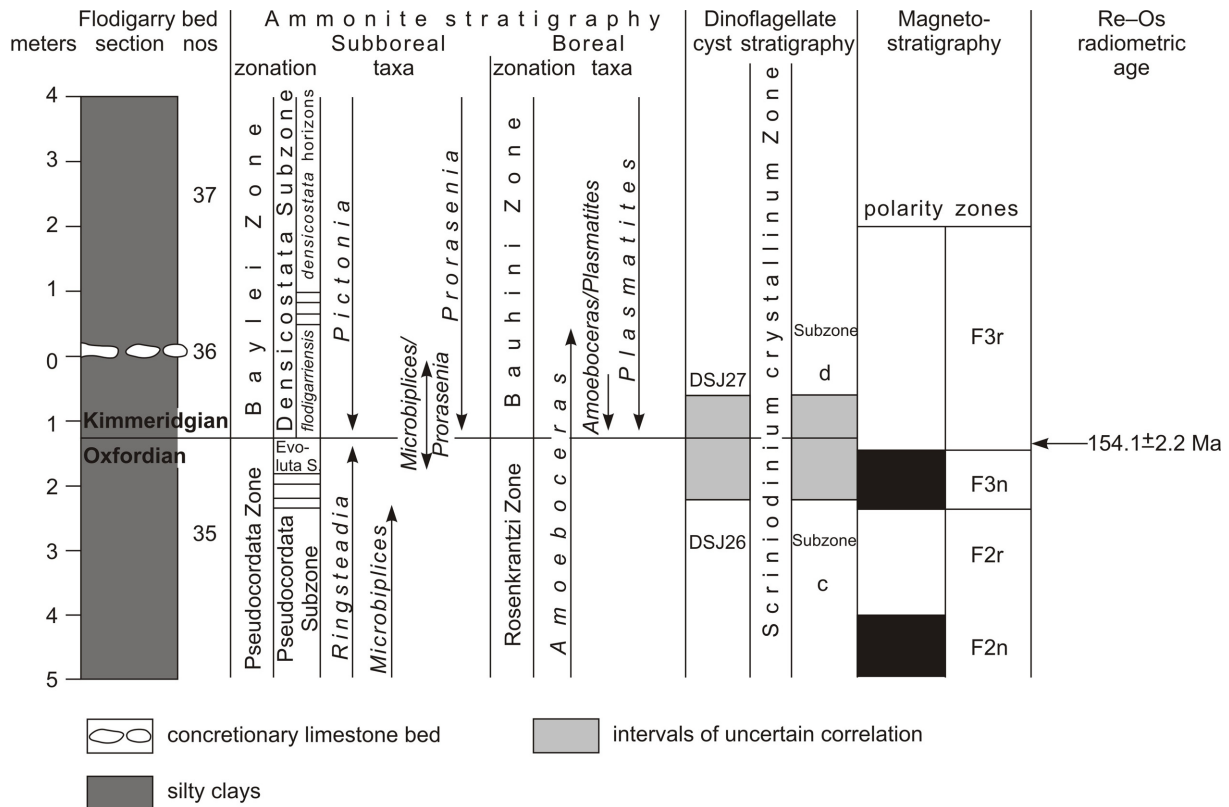 Flodigarry bed
meters section nos
Ammonite stratigraphy
Subboreal
Boreal
zonation
taxa
zonation
taxa
Dinoflagellate
cyst stratigraphy
Magneto-
stratigraphy
Re–Os
radiometric
age
4
3
2
1
0
1
2
3
4
5
37
36
35
Kimmeridgian
Oxfordian
Baylei Zone
Pseudocordata Zone
Densicostata Subzone
densicostata horizons
flodigarriensis
Evo-
luta S.
Pseudocordata
Subzone
Pictonia
Ringsteadia
Microbiplices
Microbiplices/
Prorasenia
Prorasenia
Bauhini Zone
Rosenkrantzi Zone
Amoeboceras
Amoeboceras/Plasmatites
Plasmatites
DSJ27
DSJ26
Scriniodinium crystallinum Zone
Subzone
d
Subzone
c
polarity zones
F3r
F3n
F2r
F2n
154.1±2.2 Ma
concretionary limestone bed
intervals of uncertain correlation
silty clays